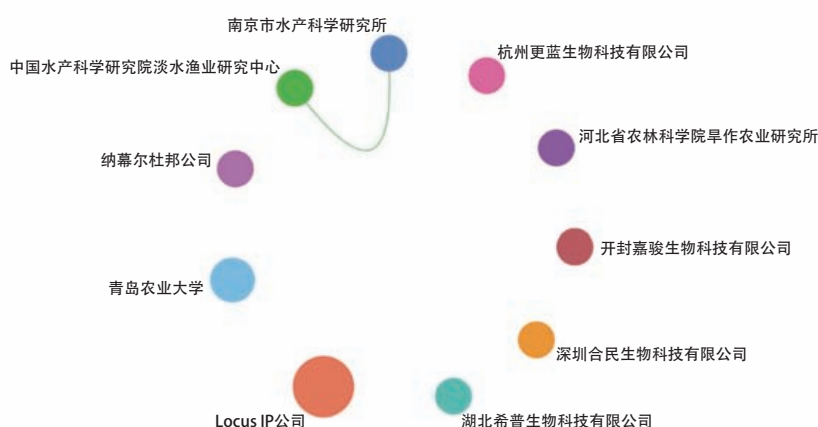 南京市水产科学研究所
杭州更蓝生物科技有限公司
中国水产科学研究院淡水渔业研究中心
河北省农林科学院旱作农业研究所
纳幕尔杜邦公司
开封嘉骏生物科技有限公司
青岛农业大学
深圳合民生物科技有限公司
Locus IP公司
湖北希普生物科技有限公司